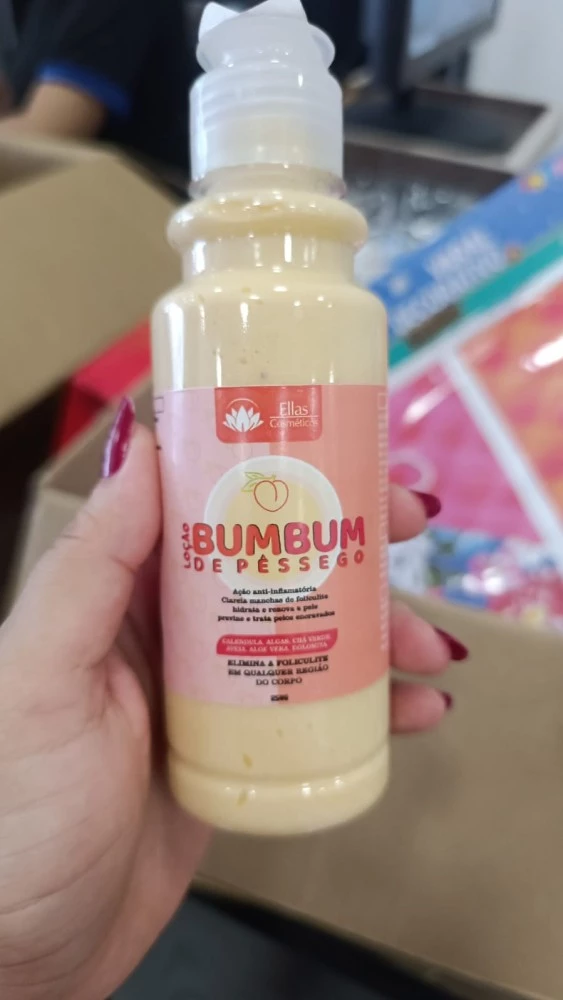 Ellas
Cosméticos
LOÇÃO
BUMBUM
DE PÊSSEGO
Ação anti-inflamatória
Clareia manchas de foliculite
hidrata e renova a pele
previne e trata pelos encravados
CALENDULA, ALGAS, CHÁ VERDE,
AVEIA, ALOE VERA, DOLOMITA
ELIMINA A FOLICULITE
EM QUALQUER REGIÃO
DO CORPO